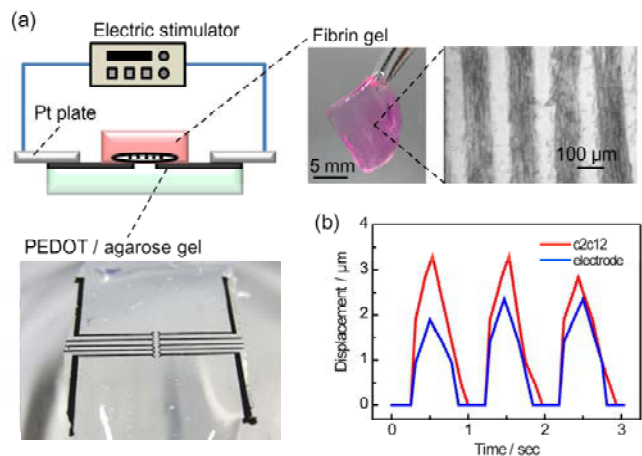 (a)
Electric stimulator
Fibrin gel
Pt plate
5 mm
100 µm
PEDOT / agarose gel
(b)
4
3
2
1
0
Displacement / µm
c2c12
electrode
0 1 2 3
Time / sec